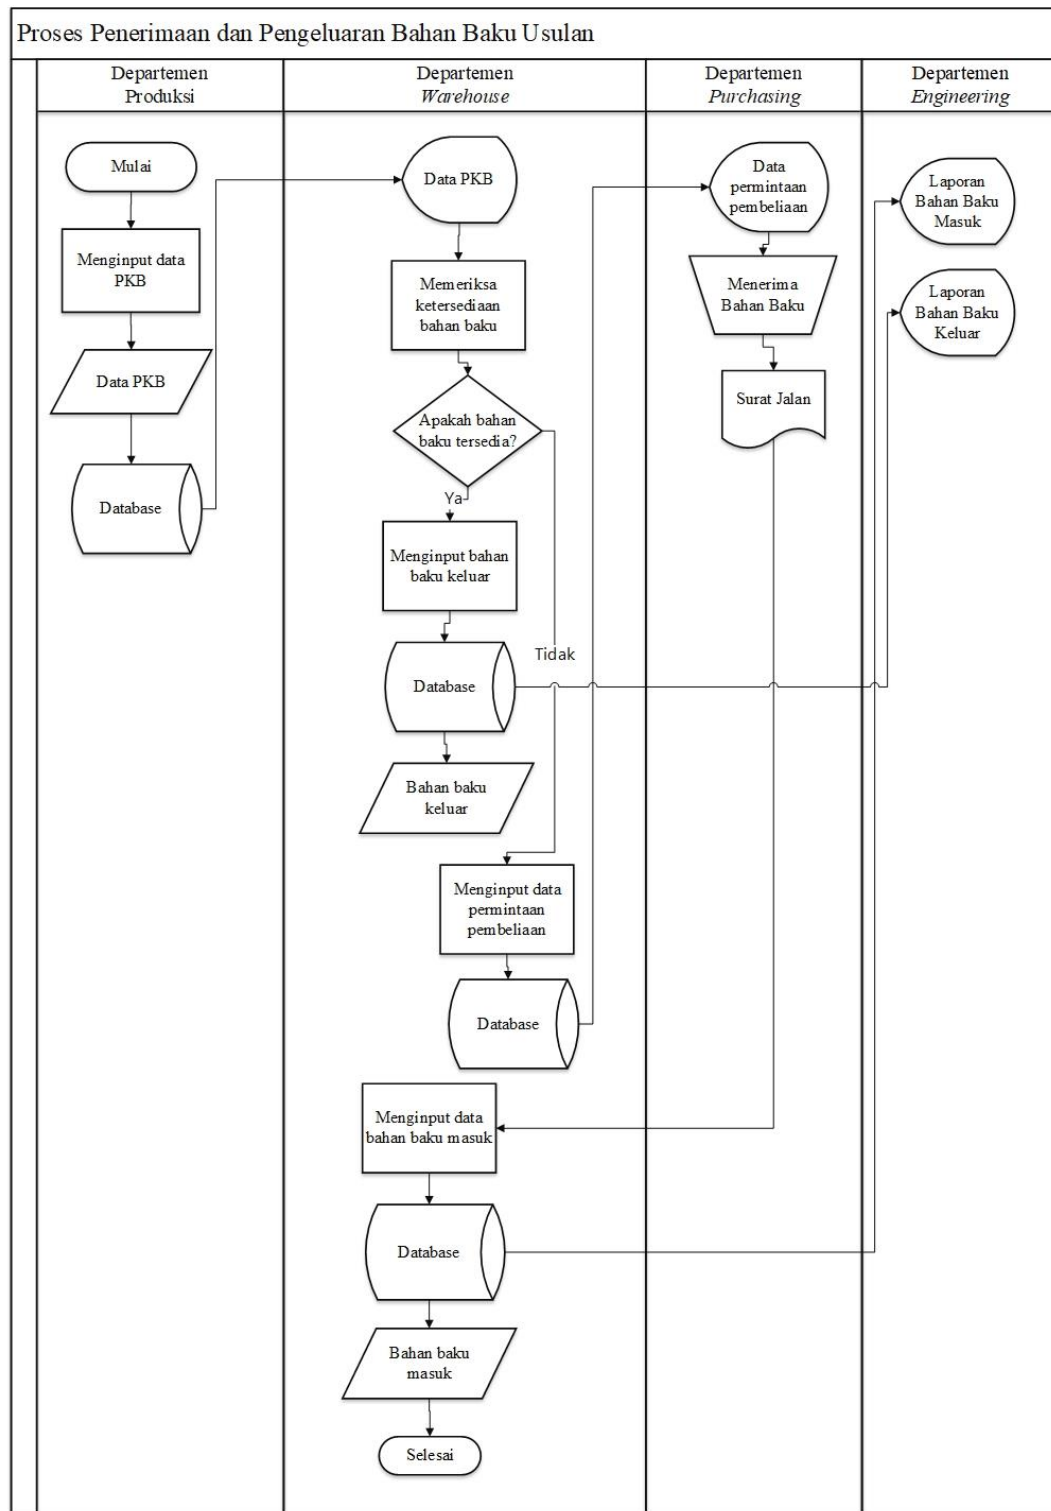 Proses Penerimaan dan Pengeluaran Bahan Baku Usulan
Departemen
Produksi
Departemen
Warehouse
Departemen
Purchasing
Departemen
Engineering
Mulai
Menginput data
PKB
Data PKB
Database
Data PKB
Memeriksa
ketersediaan
bahan baku
Apakah bahan
baku tersedia?
Ya
Menginput bahan
baku keluar
Tidak
Database
Bahan baku
keluar
Menginput data
permintaan
pembeliaan
Database
Menginput data
bahan baku masuk
Database
Bahan baku
masuk
Selesai
Data
permintaan
pembeliaan
Menerima
Bahan Baku
Surat Jalan
Laporan
Bahan Baku
Masuk
Laporan
Bahan Baku
Keluar